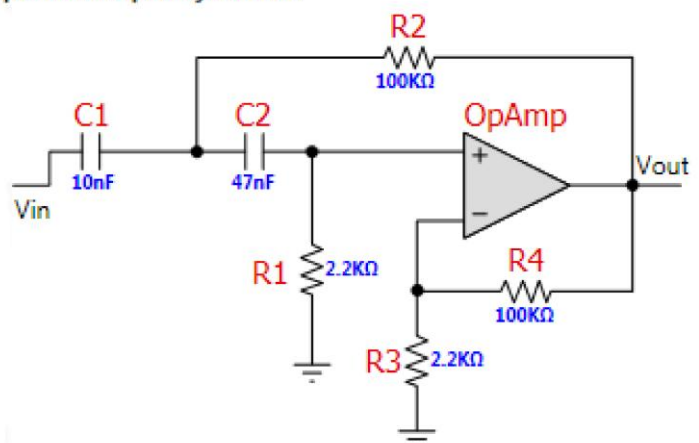 R2
100KΩ
C1
C2
OpAmp
10nF
47nF
+
Vout
Vin
−
R1
2.2KΩ
R4
100KΩ
R3
2.2KΩ